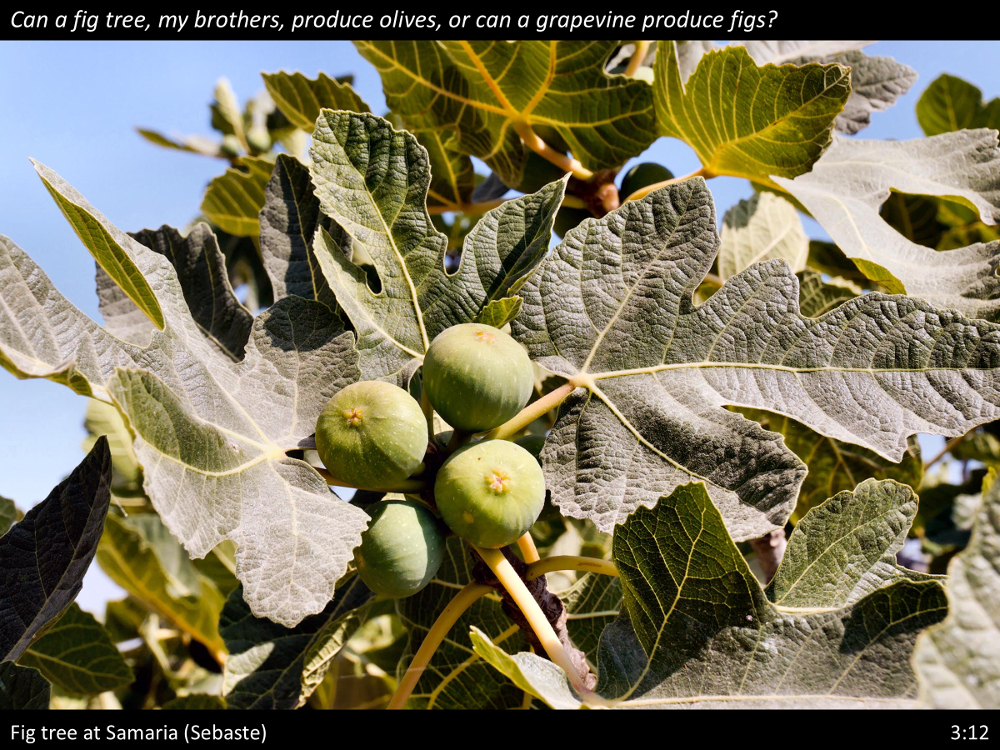 Can a fig tree, my brothers, produce olives, or can a grapevine produce figs?
Fig tree at Samaria (Sebaste)
3:12